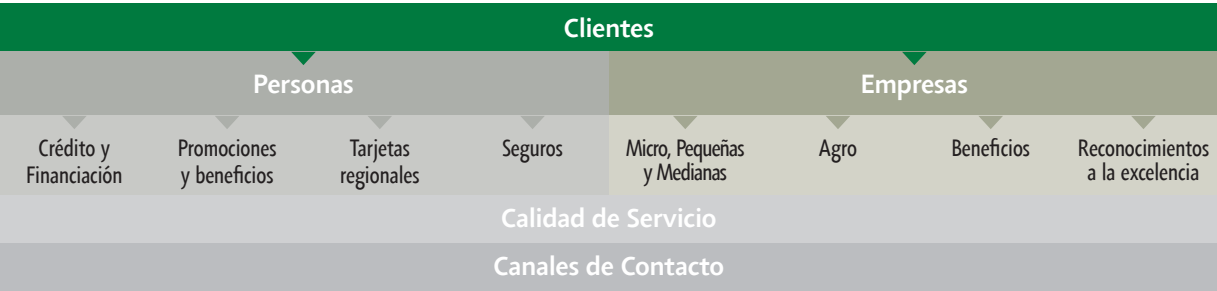 Clientes
Personas
Empresas
Crédito y
Financiación
Promociones
y beneficios
Tarjetas
regionales
Seguros
Micro, Pequeñas
y Medianas
Agro
Beneficios
Reconocimientos
a la excelencia
Calidad de Servicio
Canales de Contacto